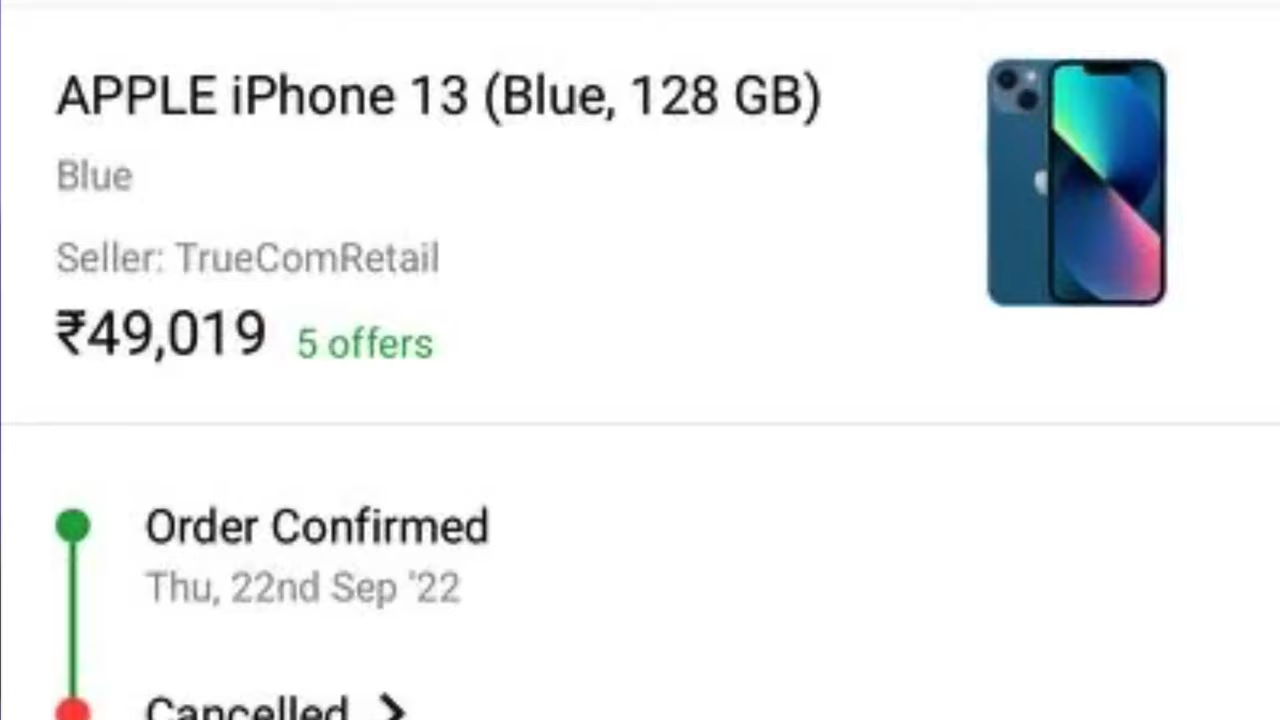 APPLE iPhone 13 (Blue, 128 GB)
Blue
Seller: TrueComRetail
₹49,019 5 offers
Order Confirmed
Thu, 22nd Sep '22
Cancelled